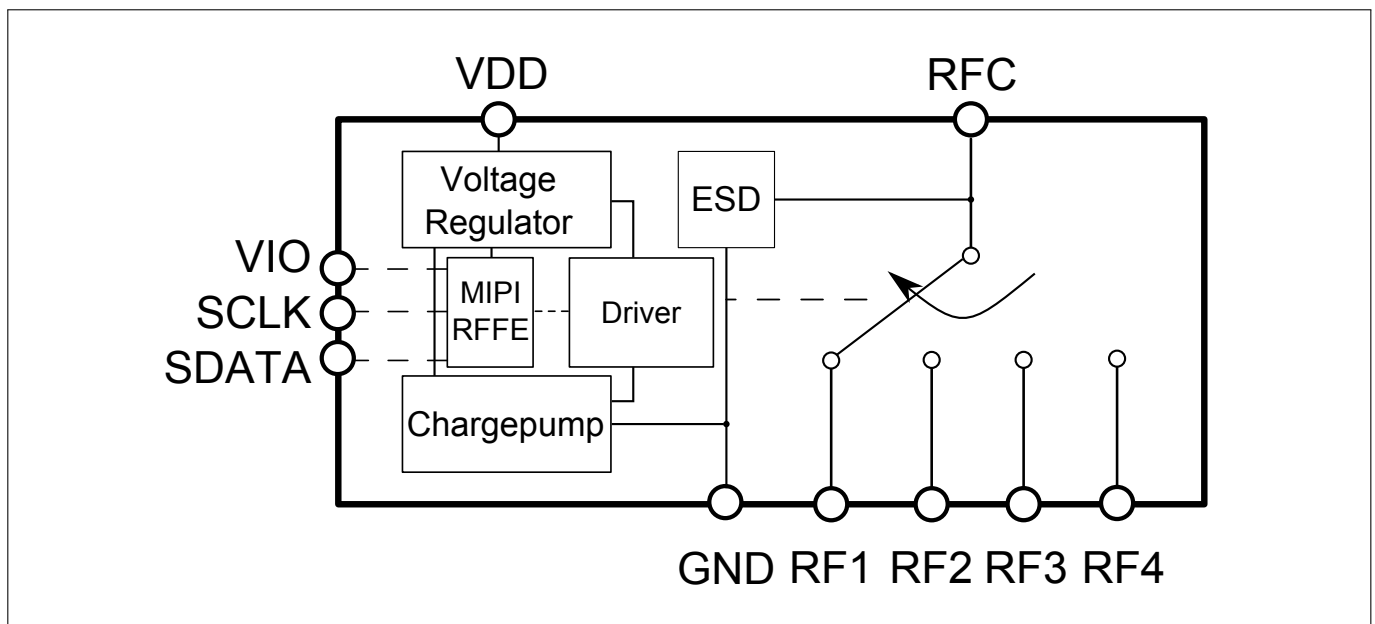 VDD
RFC
Voltage
Regulator
ESD
VIO
SCLK
SDATA
MIPI
RFFE
Driver
Chargepump
GND
RF1
RF2
RF3
RF4